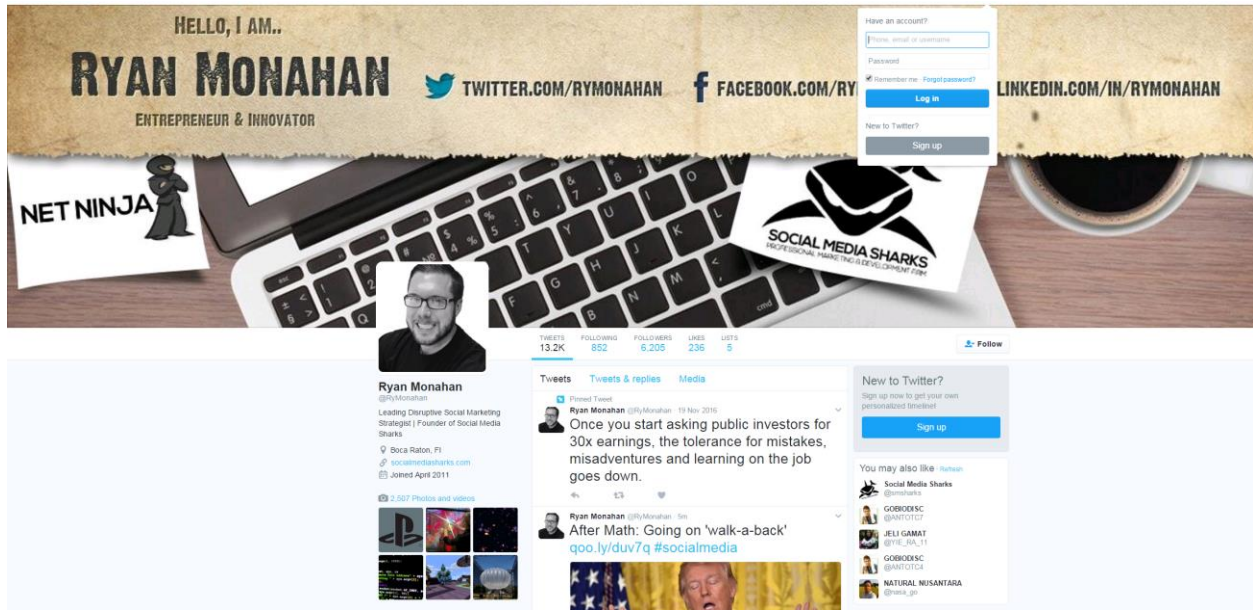 HELLO, I AM..
RYAN MONAHAN
ENTREPRENEUR & INNOVATOR
TWITTER.COM/RYMONAHAN
FACEBOOK.COM/RY
LINKEDIN.COM/IN/RYMONAHAN
Have an account?
Phone, email or username
Password
Remember me · Forgot password?
Log in
New to Twitter?
Sign up
NET NINJA
SOCIAL MEDIA SHARKS
PROFESSIONAL MARKETING & DEVELOPMENT FIRM
TWEETS
13.2K
FOLLOWING
852
FOLLOWERS
6,205
LIKES
236
LISTS
5
Follow
Ryan Monahan
@RyMonahan
Leading Disruptive Social Marketing
Strategist | Founder of Social Media
Sharks
Boca Raton, Fl
socialmediasharks.com
Joined April 2011
2,507 Photos and videos
Tweets Tweets & replies Media
Pinned Tweet
Ryan Monahan @RyMonahan · 19 Nov 2016
Once you start asking public investors for
30x earnings, the tolerance for mistakes,
misadventures and learning on the job
goes down.
Ryan Monahan @RyMonahan · 5m
After Math: Going on 'walk-a-back'
qoo.ly/duv7q #socialmedia
New to Twitter?
Sign up now to get your own
personalized timeline!
Sign up
You may also like · Refresh
Social Media Sharks
@smsharks
GOBIODISC
@ANTOTC7
JELI GAMAT
@YIE_RA_11
GOBIODISC
@ANTOTC4
NATURAL NUSANTARA
@nasa_go